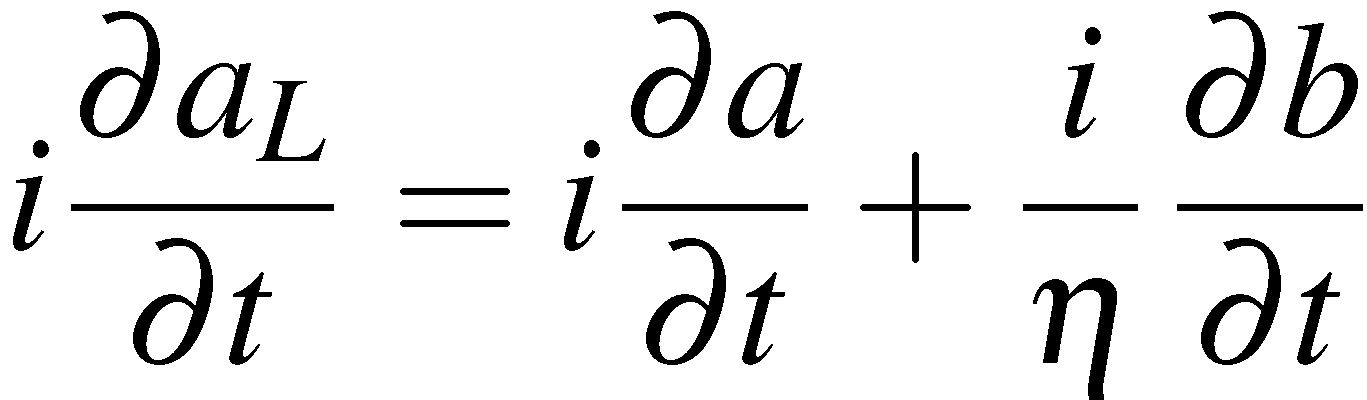 i ∂a_L/∂t = i ∂a/∂t + i/η ∂b/∂t